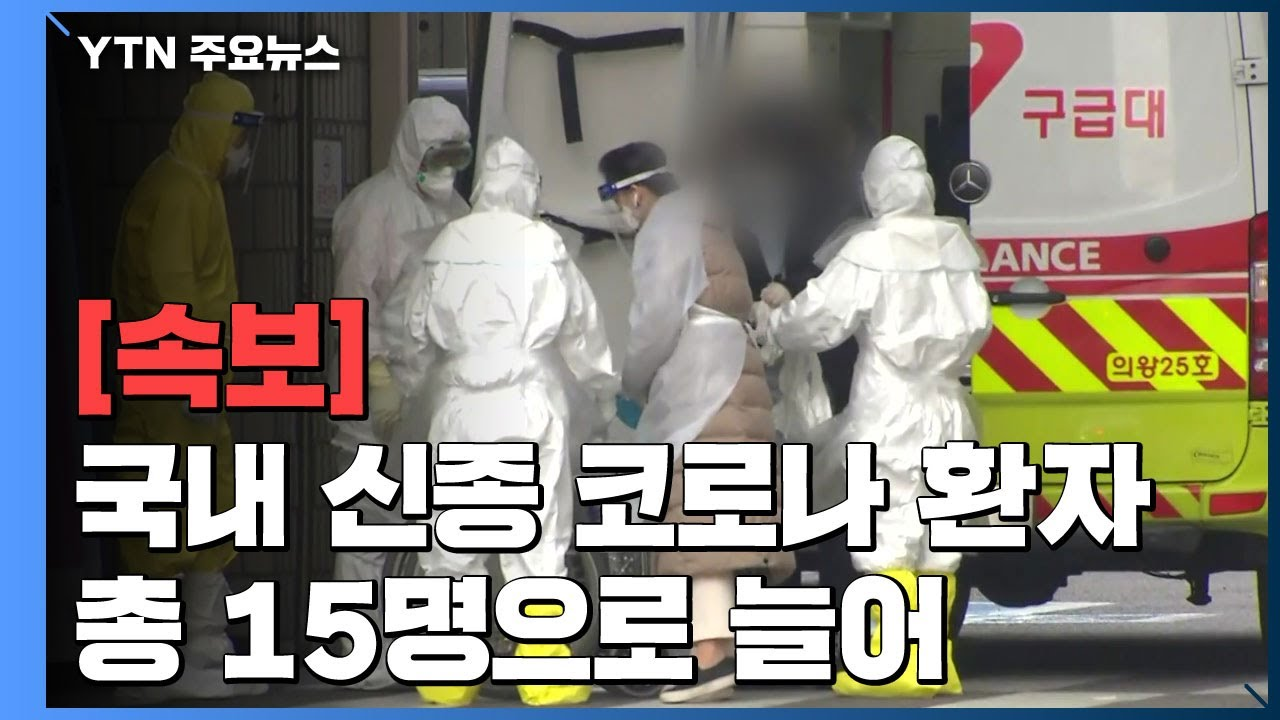 YTN 주요뉴스
구급대
LANCE
의왕25호
[속보]
국내 신종 코로나 환자
총 15명으로 늘어